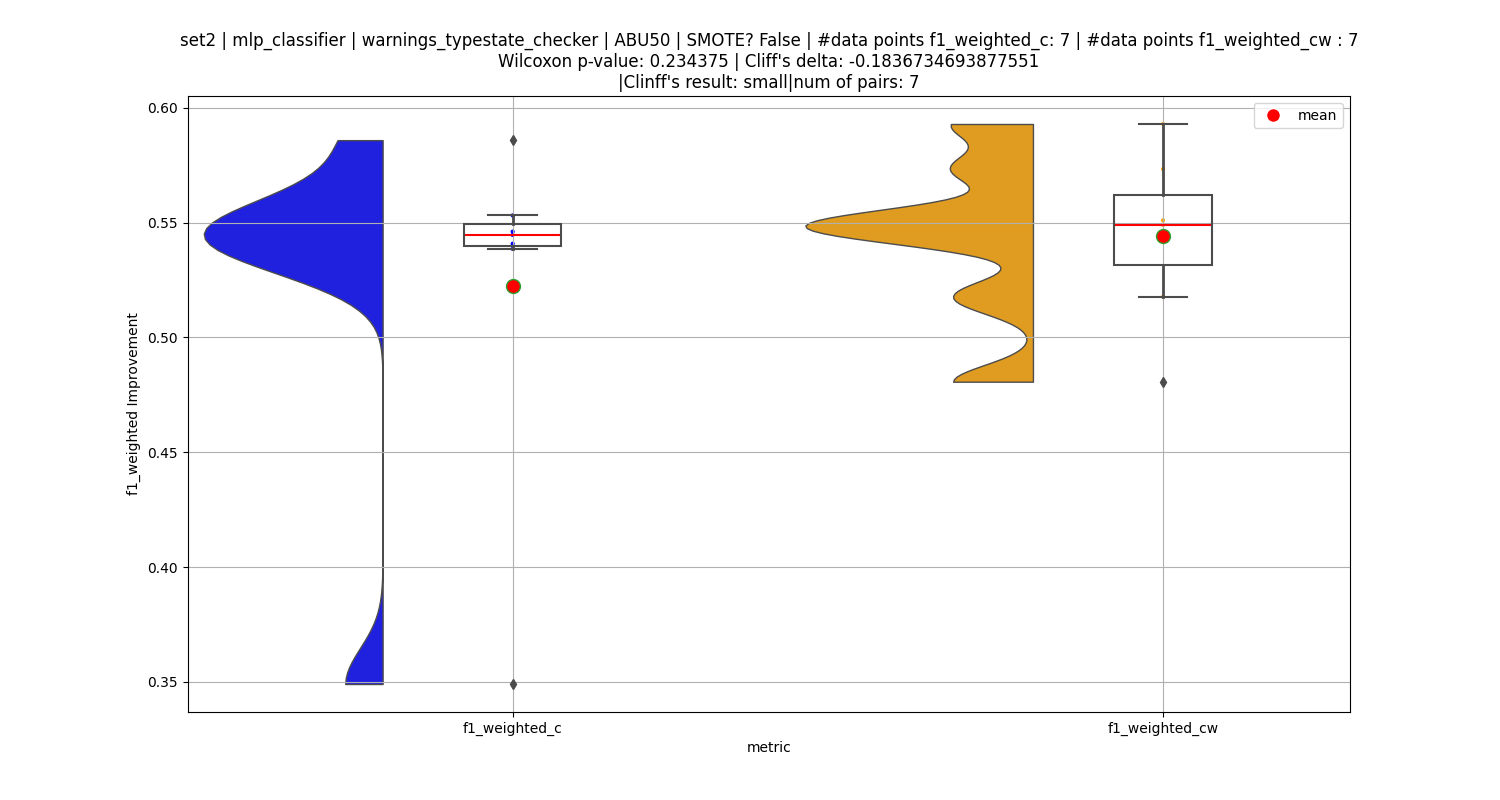 set2 | mlp_classifier | warnings_typestate_checker | ABU50 | SMOTE? False | #data points f1_weighted_c: 7 | #data points f1_weighted_cw : 7
Wilcoxon p-value: 0.234375 | Cliff's delta: -0.1836734693877551
|Clinff's result: small|num of pairs: 7
mean
f1_weighted Improvement
0.60
0.55
0.50
0.45
0.40
0.35
f1_weighted_c
f1_weighted_cw
metric